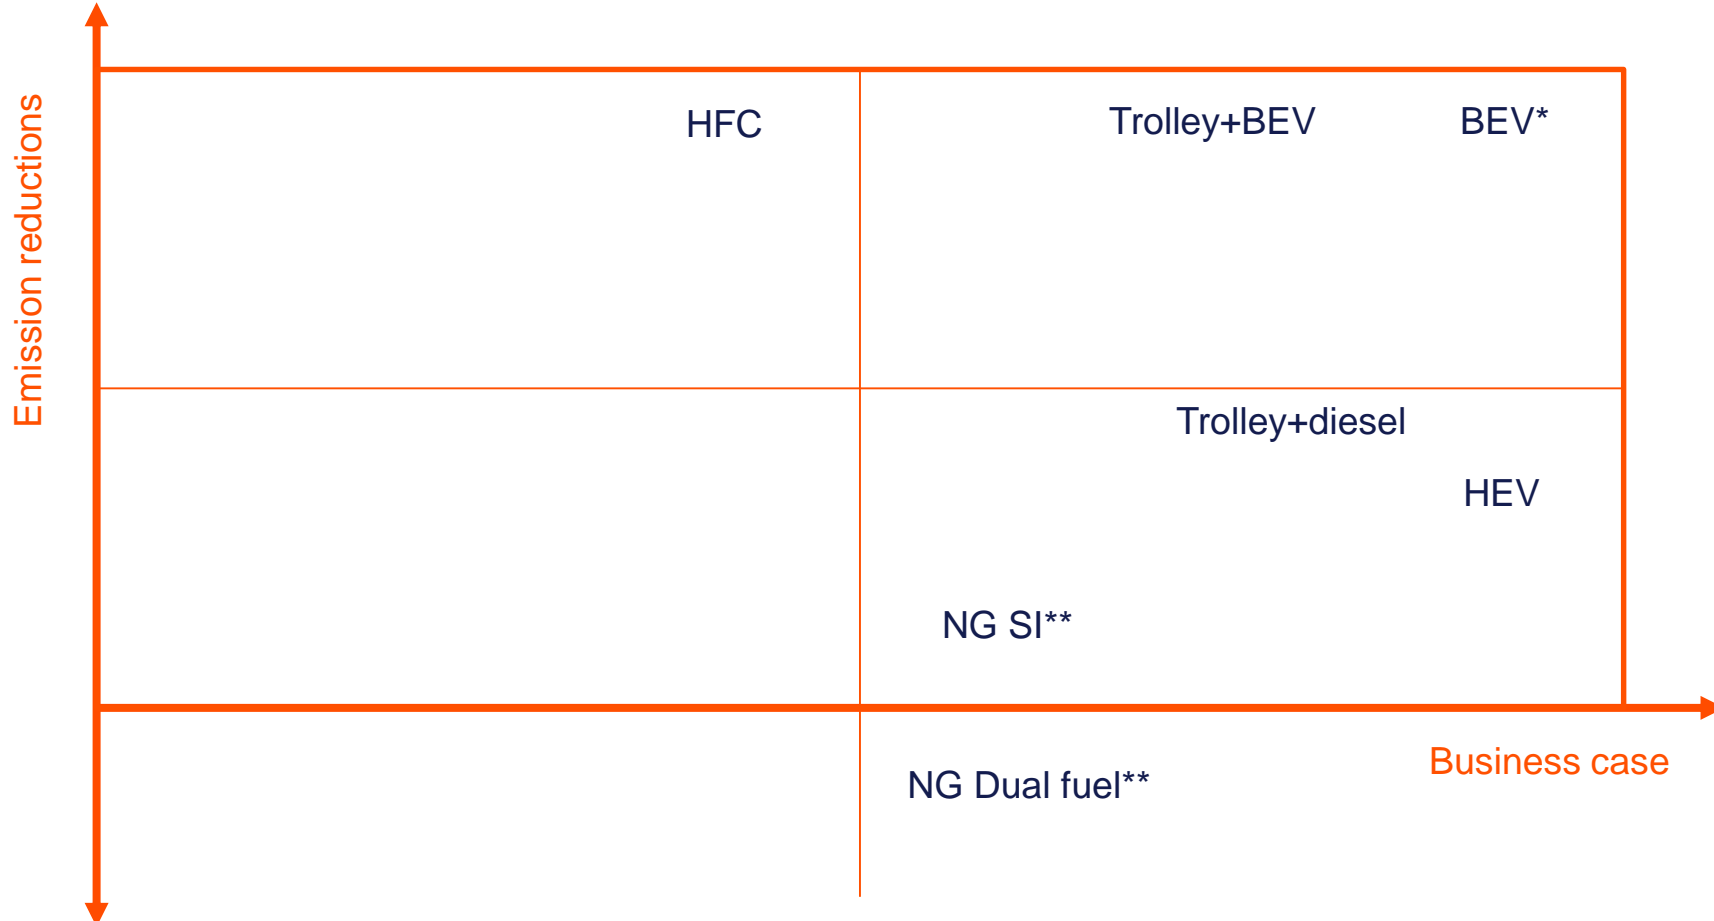 Emission reductions
HFC
Trolley+BEV
BEV*
Trolley+diesel
HEV
NG SI**
Business case
NG Dual fuel**